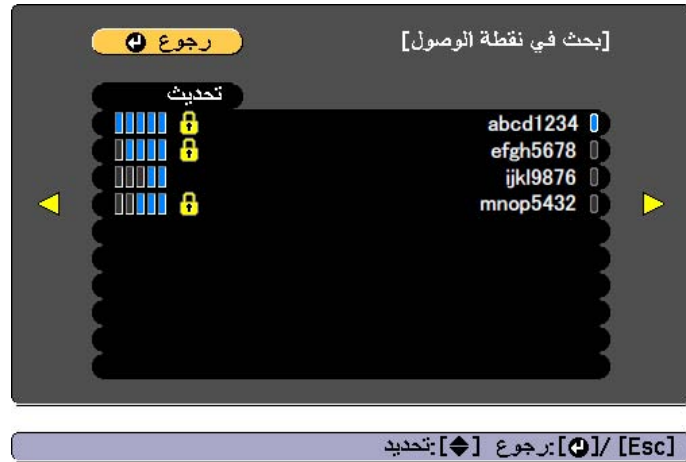 [بحث في نقطة الوصول]
رجوع
تحديث
abcd1234
efgh5678
ijkl9876
mnop5432
[Esc] /[]:رجوع []:تحديد